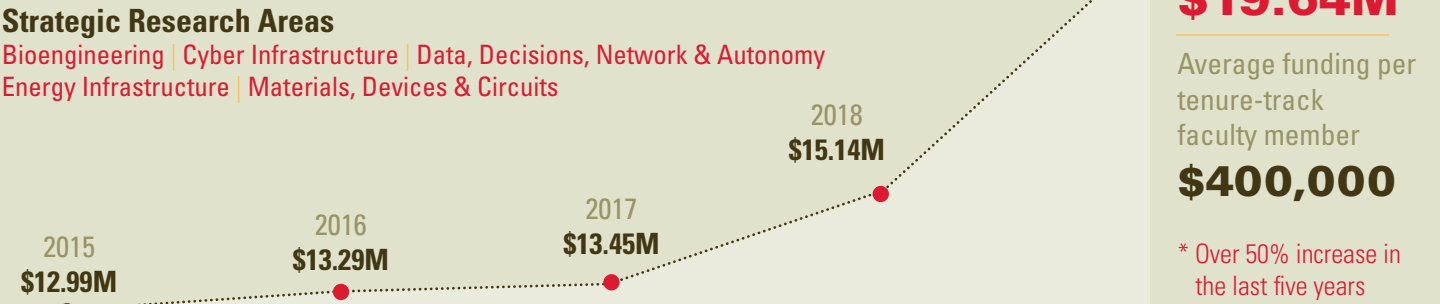 Strategic Research Areas
Bioengineering | Cyber Infrastructure | Data, Decisions, Network & Autonomy
Energy Infrastructure | Materials, Devices & Circuits
2015
$12.99M
2016
$13.29M
2017
$13.45M
2018
$15.14M
$19.64M
Average funding per
tenure-track
faculty member
$400,000
* Over 50% increase in
the last five years